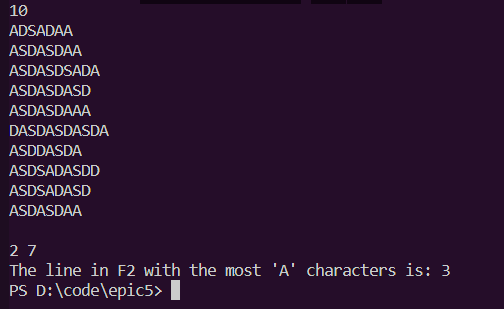 10
ADSADAA
ASDASDAA
ASDASDSADA
ASDASDASD
ASDASDAAA
DASDASDASDA
ASDDASDA
ASDSADASDD
ASDSADASD
ASDASDAA
2 7
The line in F2 with the most 'A' characters is: 3
PS D:\code\epic5>